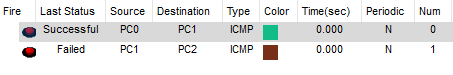 Fire Last Status Source Destination Type Color Time(sec) Periodic Num
Successful PC0 PC1 ICMP 0.000 N 0
Failed PC1 PC2 ICMP 0.000 N 1